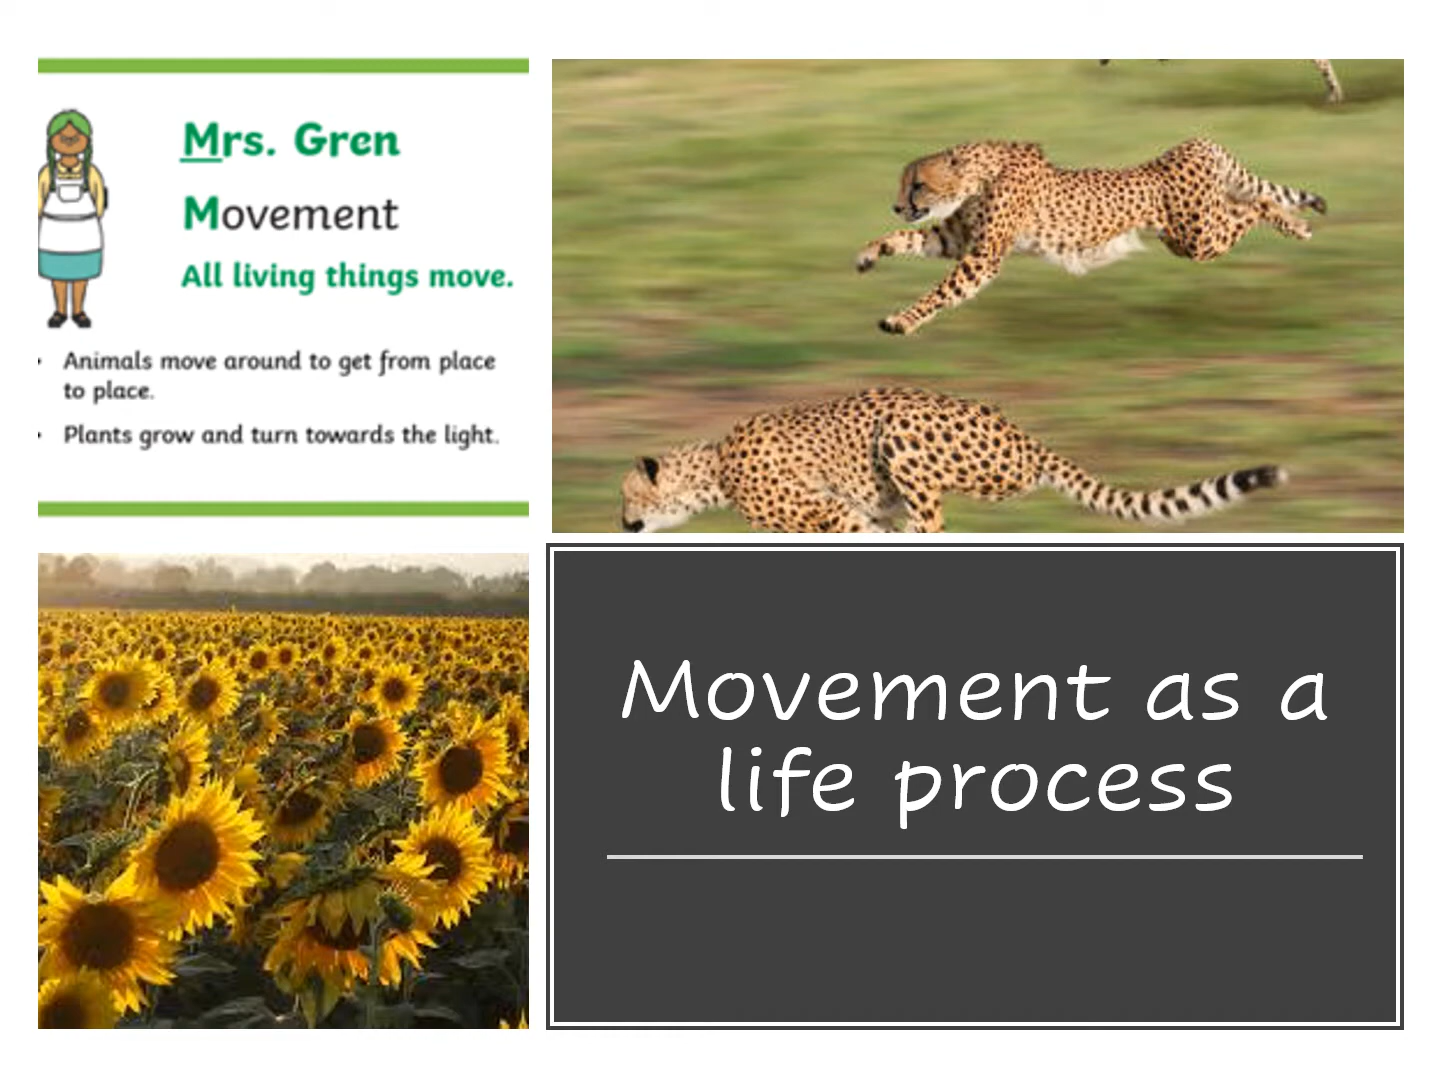 Mrs. Gren
Movement
All living things move.
• Animals move around to get from place
to place.
• Plants grow and turn towards the light.
Movement as a
life process